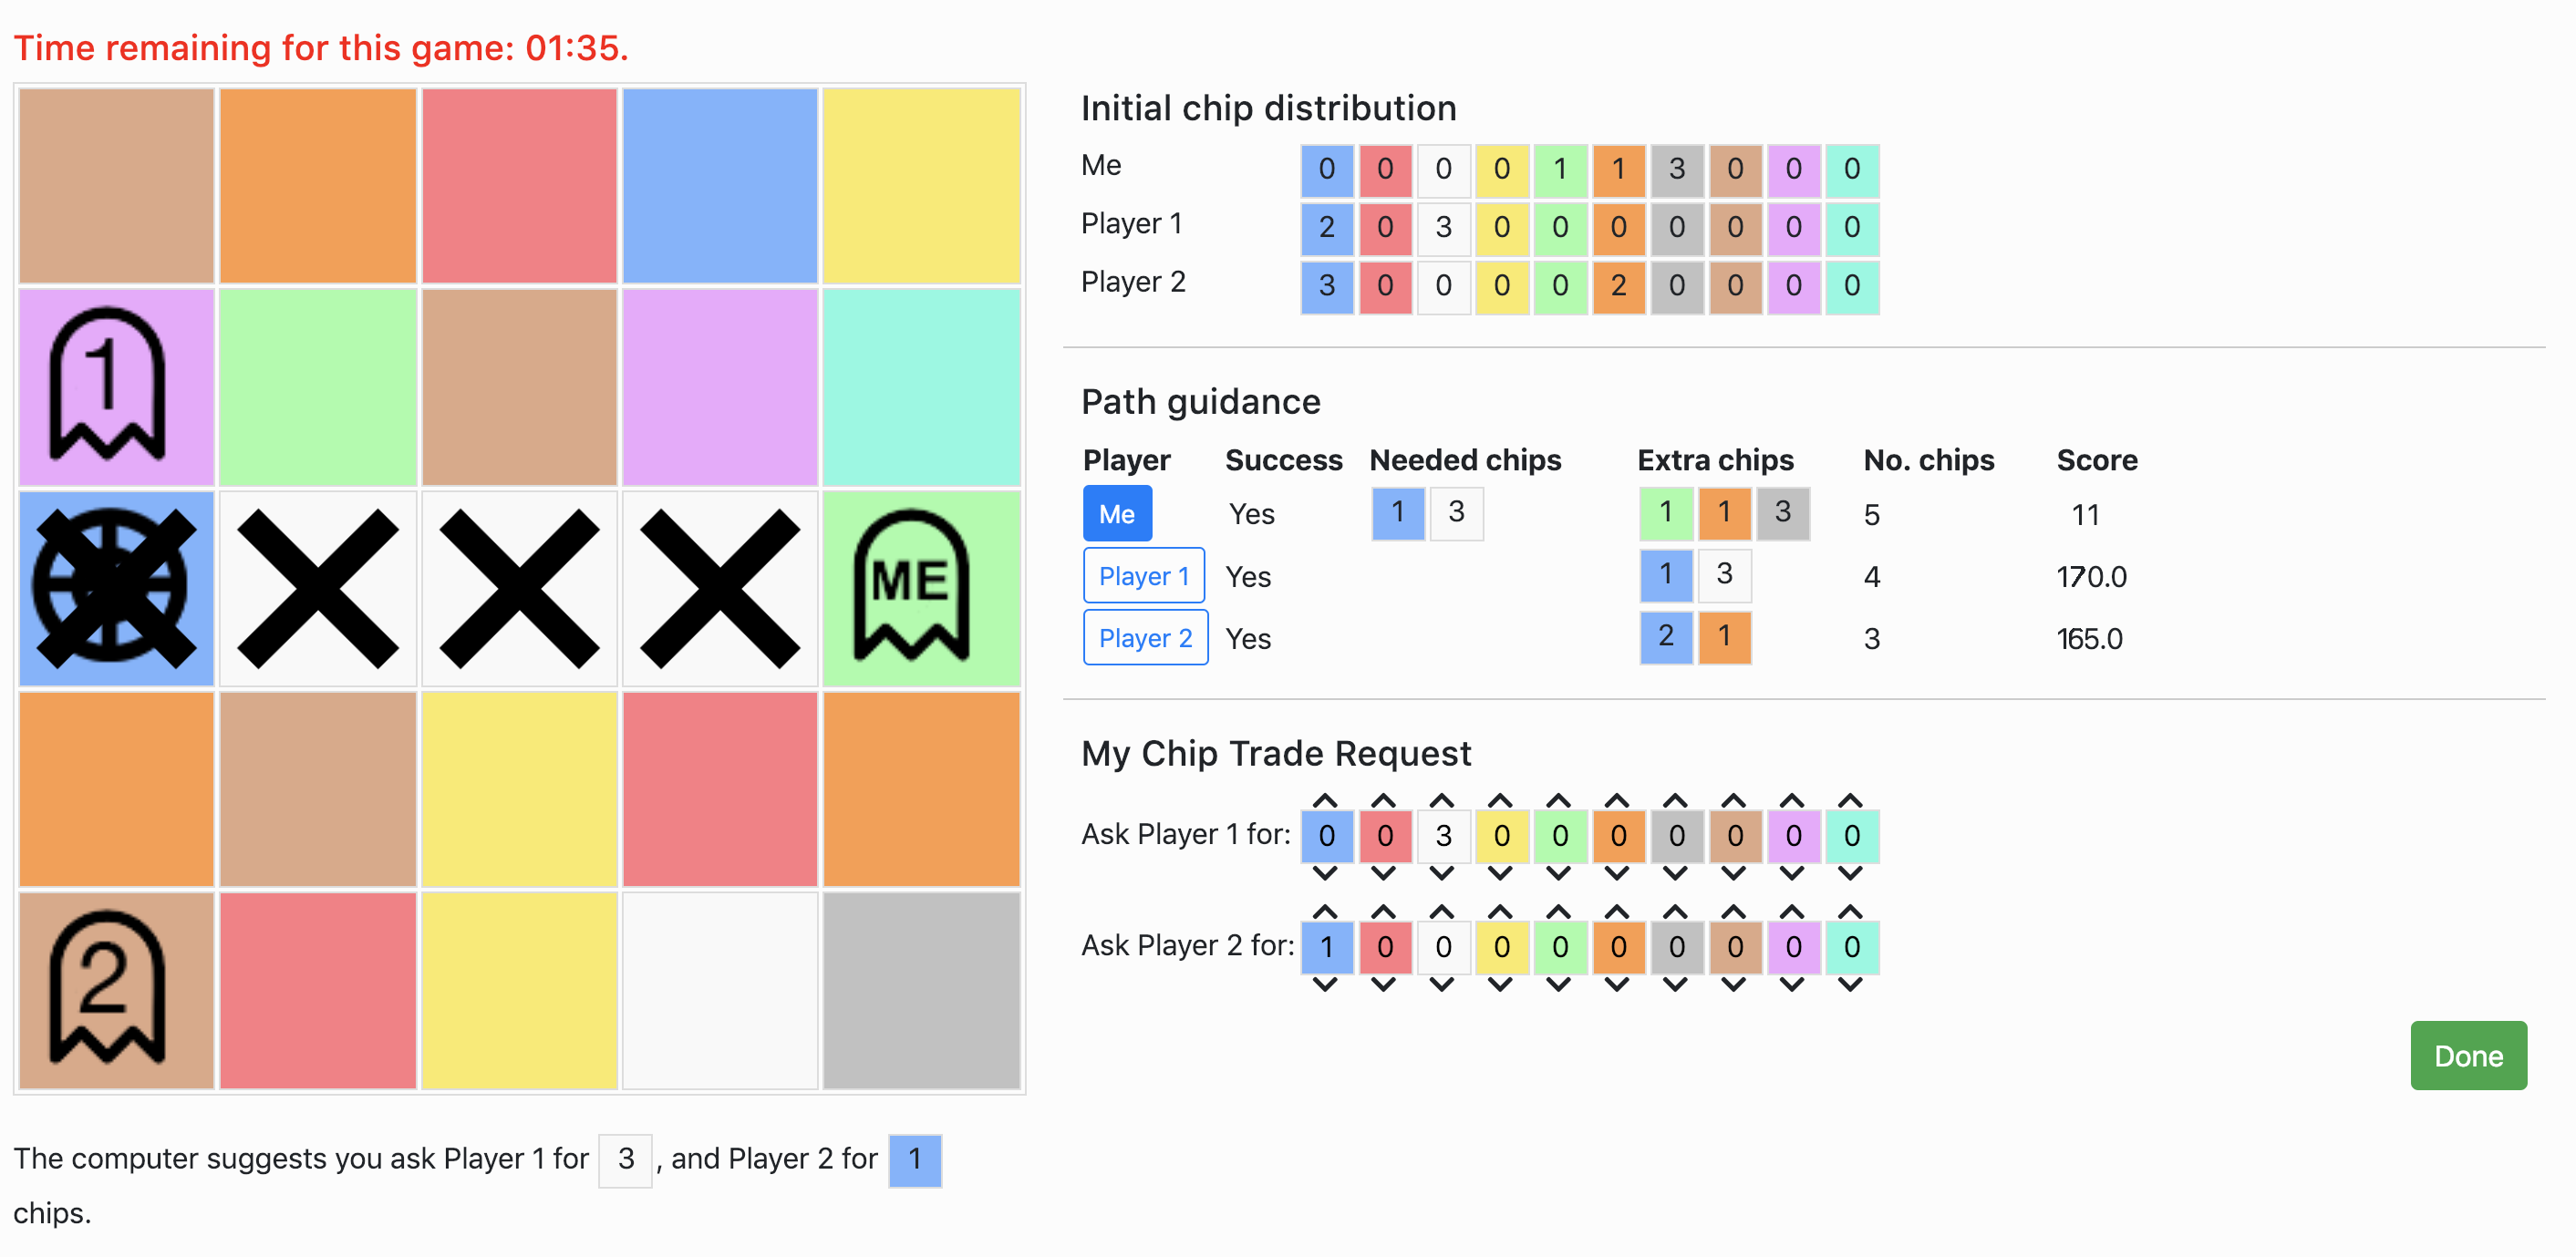 Time remaining for this game: 01:35.
1
ME
2
The computer suggests you ask Player 1 for 3 , and Player 2 for 1
chips.
Initial chip distribution
Me 0 0 0 0 1 1 3 0 0 0
Player 1 2 0 3 0 0 0 0 0 0 0
Player 2 3 0 0 0 0 2 0 0 0 0
Path guidance
Player Success Needed chips Extra chips No. chips Score
Me Yes 1 3 1 1 3 5 11
Player 1 Yes 1 3 4 170.0
Player 2 Yes 2 1 3 165.0
My Chip Trade Request
Ask Player 1 for: 0 0 3 0 0 0 0 0 0 0
Ask Player 2 for: 1 0 0 0 0 0 0 0 0 0
Done